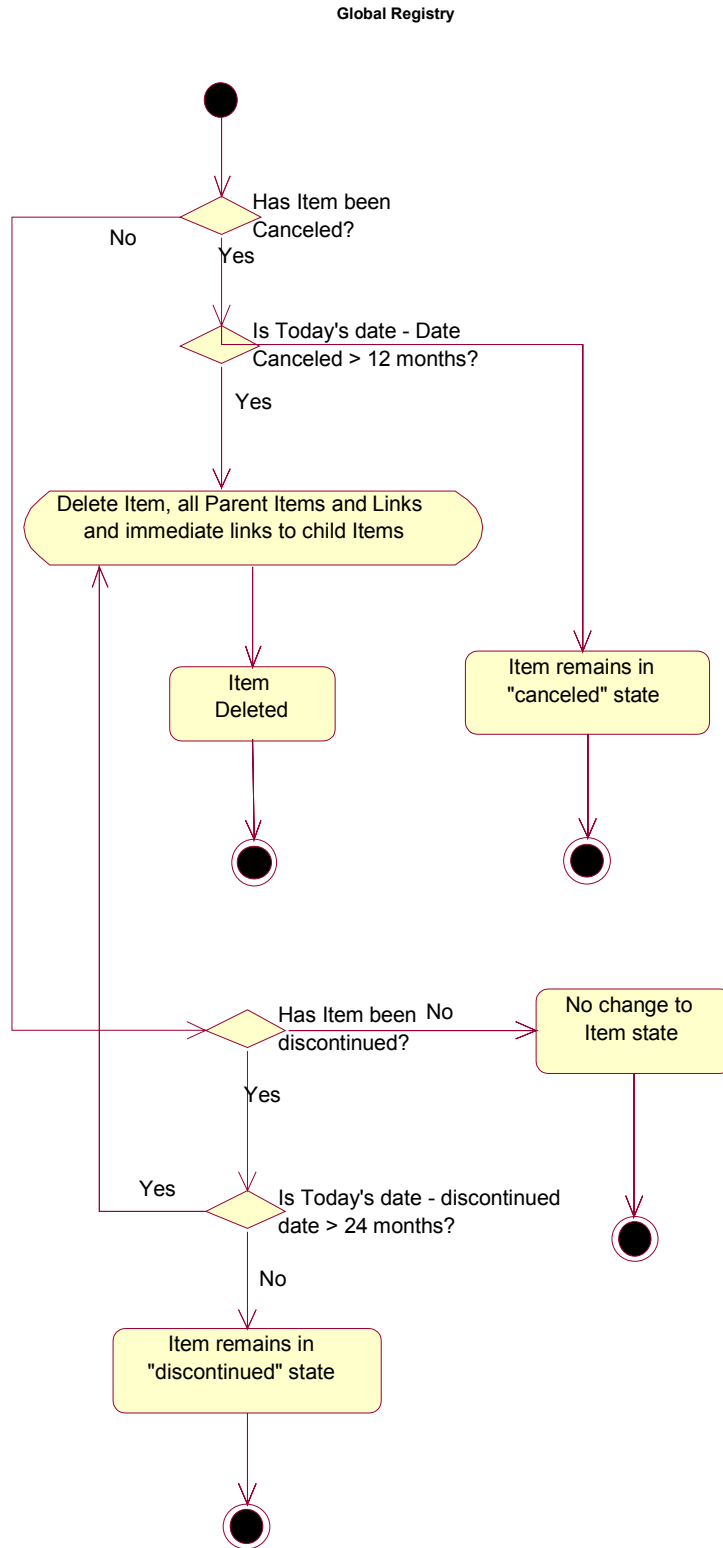 Global Registry
Has Item been
Canceled?
No
Yes
Is Today's date - Date
Canceled > 12 months?
Yes
Delete Item, all Parent Items and Links
and immediate links to child Items
Item
Deleted
Item remains in
"canceled" state
Has Item been
discontinued?
No
No change to
Item state
Yes
Yes
Is Today's date - discontinued
date > 24 months?
No
Item remains in
"discontinued" state